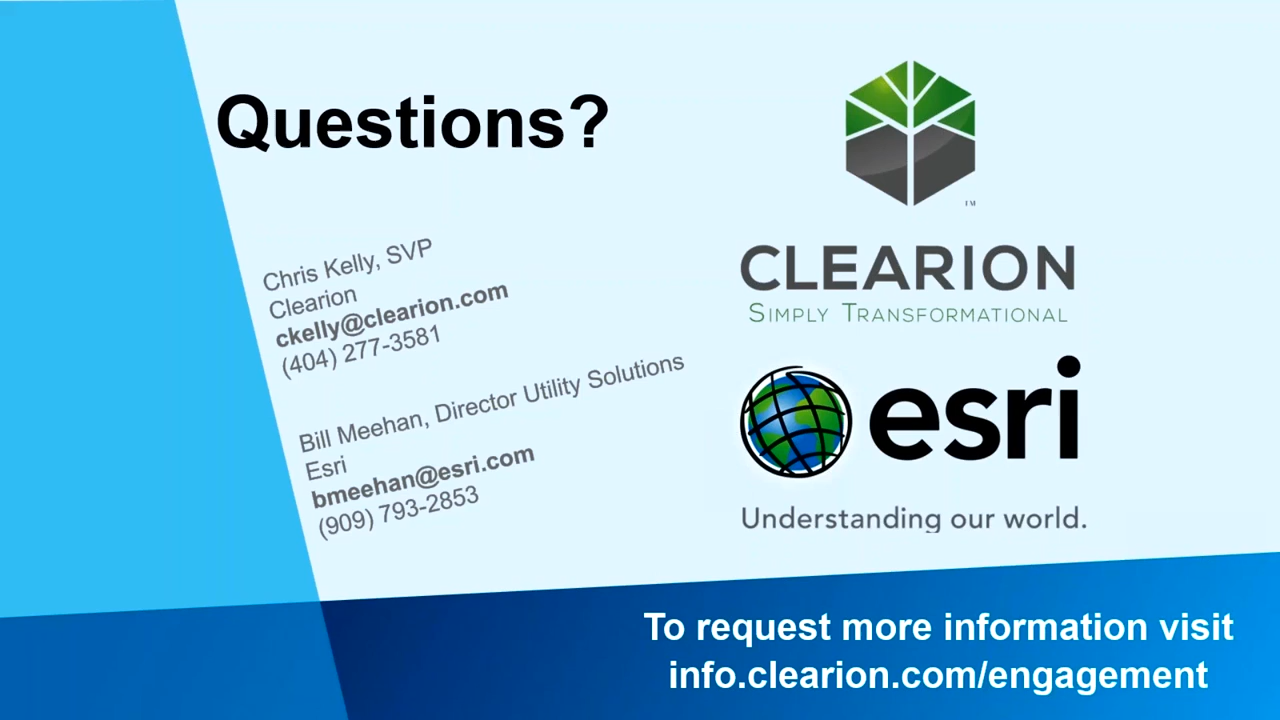 Questions?
Chris Kelly, SVP
Clearion
ckelly@clearion.com
(404) 277-3581
Bill Meehan, Director Utility Solutions
Esri
bmeehan@esri.com
(909) 793-2853
TM
CLEARION
SIMPLY TRANSFORMATIONAL
esri
Understanding our world.
To request more information visit
info.clearion.com/engagement